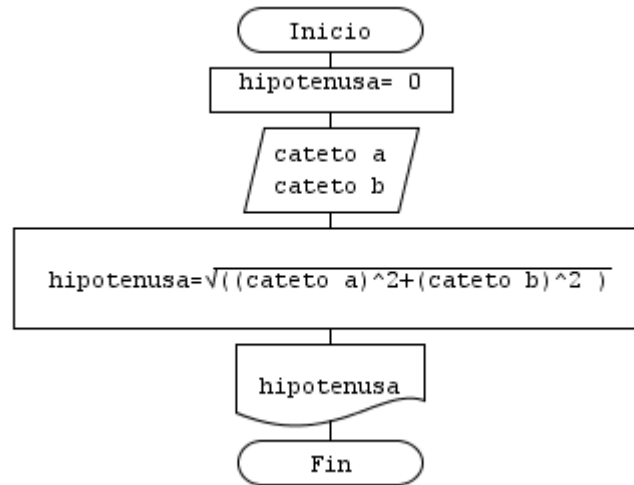 Inicio
hipotenusa= 0
cateto a
cateto b
hipotenusa=√((cateto a)^2+(cateto b)^2 )
hipotenusa
Fin